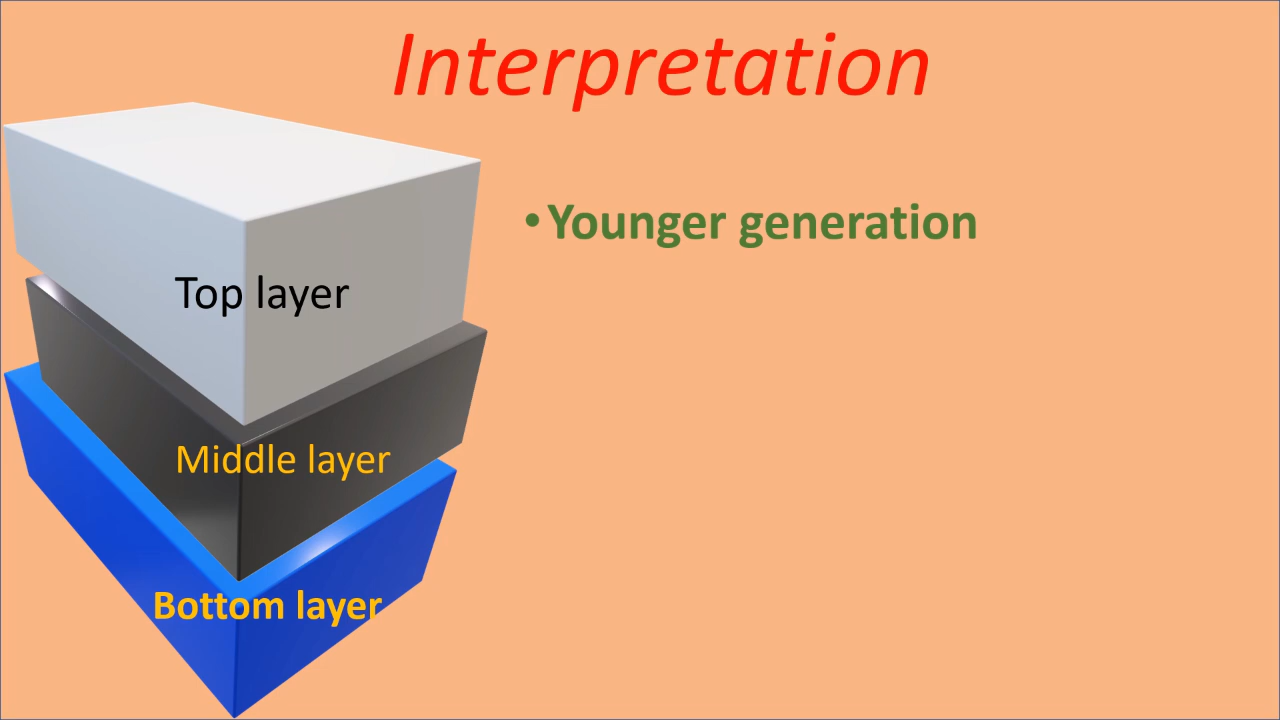 Interpretation
• Younger generation
Top layer
Middle layer
Bottom layer